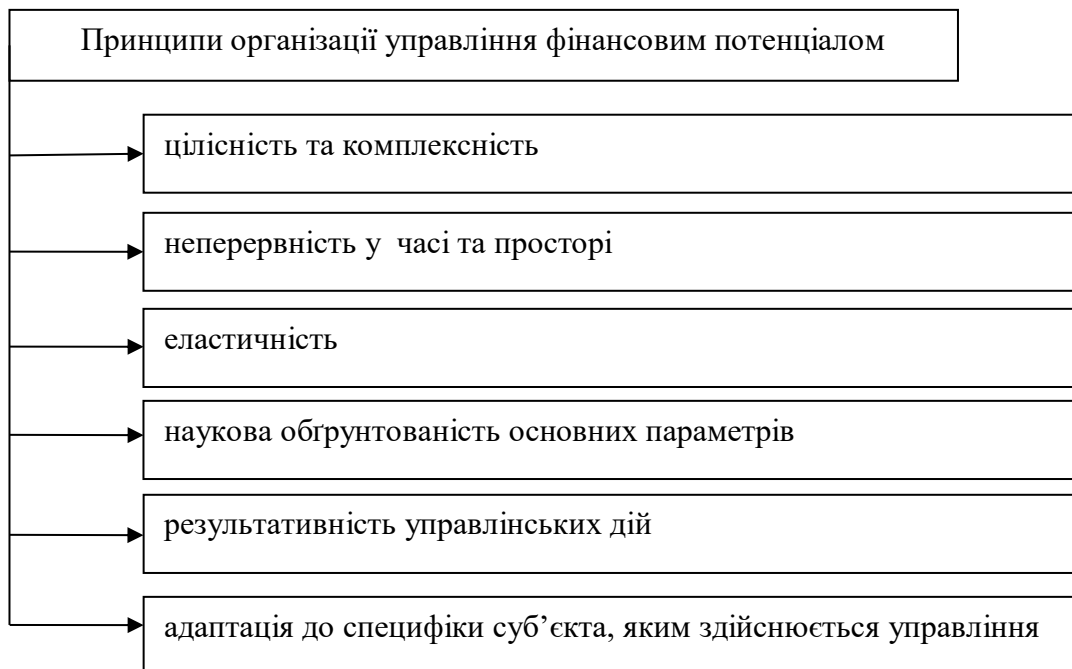 Принципи організації управління фінансовим потенціалом
цілісність та комплексність
неперервність у часі та просторі
еластичність
наукова обґрунтованість основних параметрів
результативність управлінських дій
адаптація до специфіки суб’єкта, яким здійснюється управління